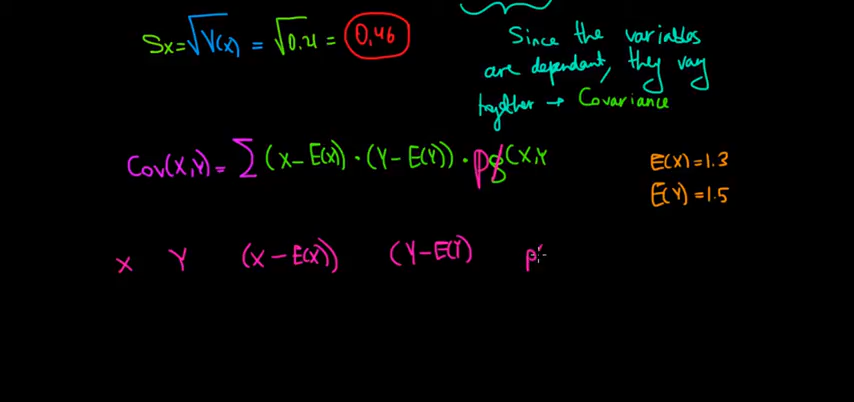 Sx = √V(x) = √0.21 = 0,46
Since the variables
are dependant, they vary
together → Covariance
Cov(X,Y) = ∑ (X - E(X)) · (Y - E(Y)) · p(X,Y
E(X) = 1.3
E(Y) = 1.5
X Y (X - E(X)) (Y - E(Y) p(